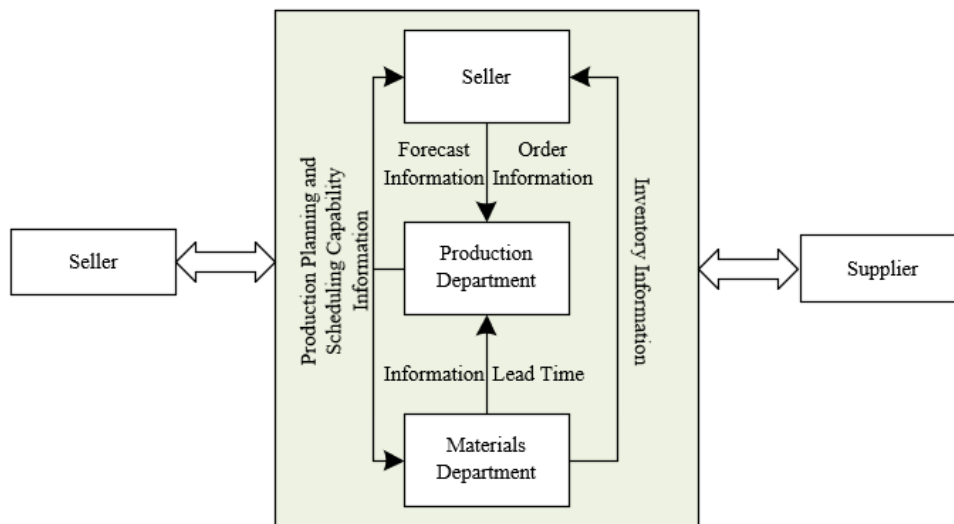 Seller
Forecast
Information
Order
Information
Production Planning and
Scheduling Capability
Information
Inventory Information
Seller
Production
Department
Supplier
Information
Lead Time
Materials
Department